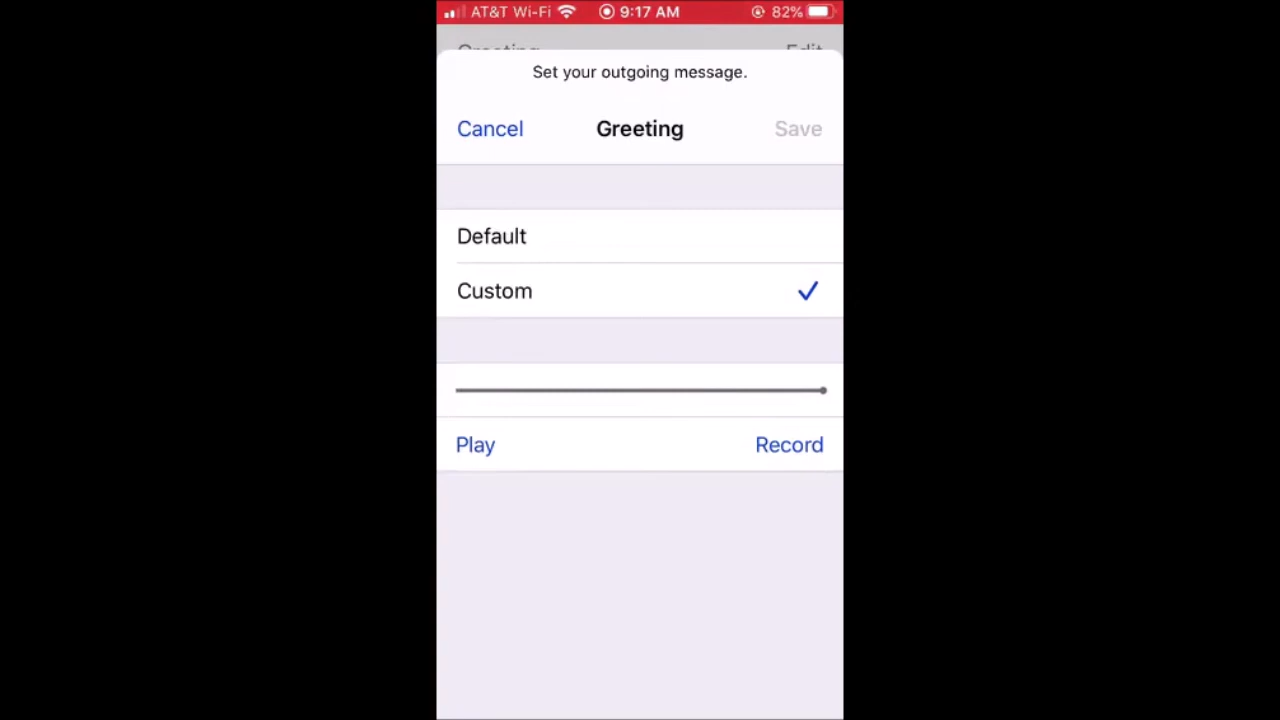 AT&T Wi-Fi 9:17 AM 82%
Greeting Edit
Set your outgoing message.
Cancel Greeting Save
Default
Custom
Play Record